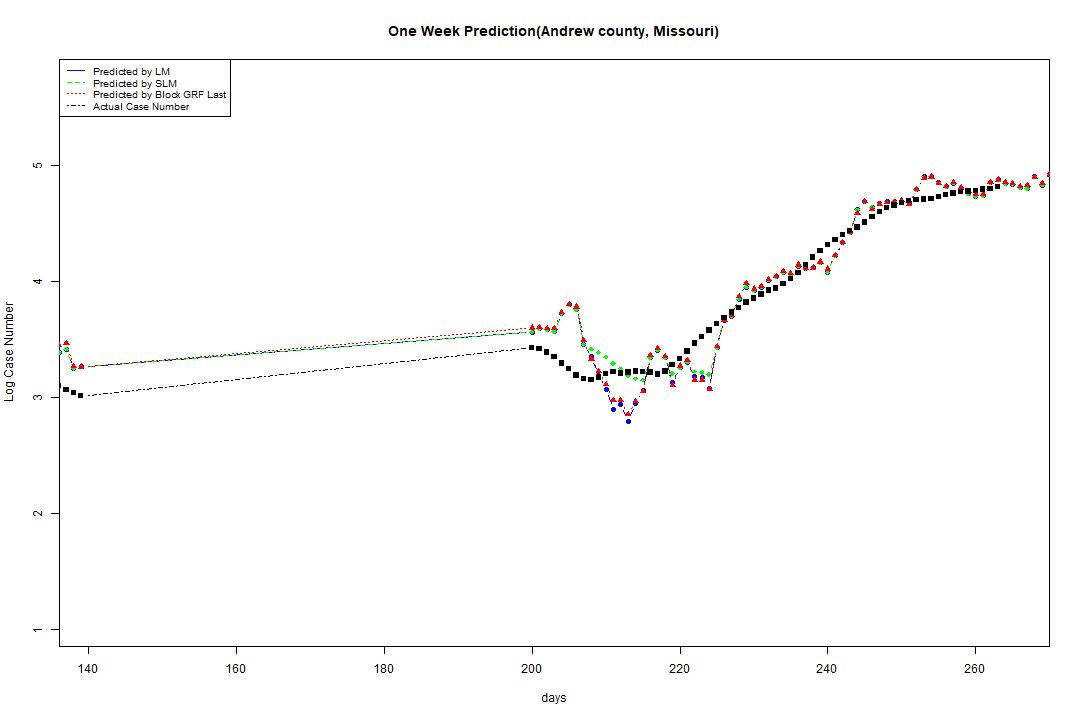 One Week Prediction(Andrew county, Missouri)
Predicted by LM
Predicted by SLM
Predicted by Block GRF Last
Actual Case Number
5
4
3
2
1
Log Case Number
140 160 180 200 220 240 260
days